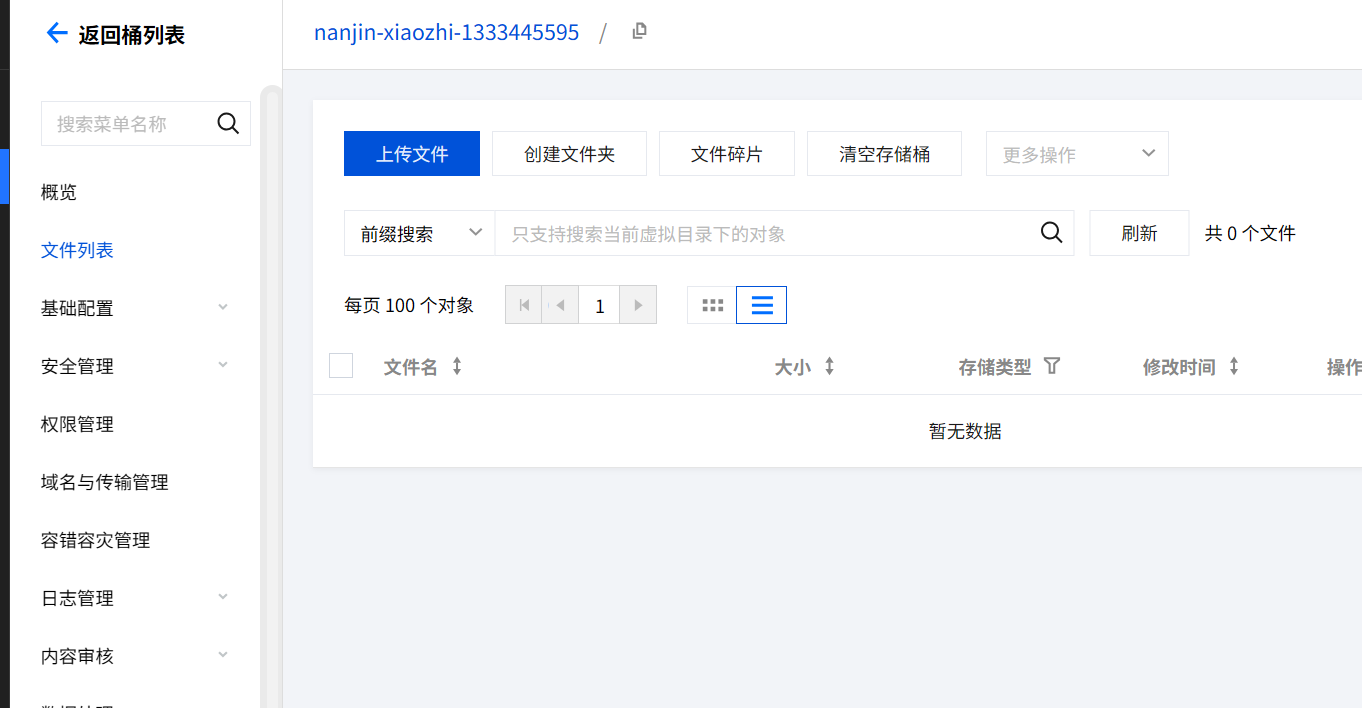 返回桶列表
nanjin-xiaozhi-1333445595 /
搜索菜单名称
概览
文件列表
基础配置
安全管理
权限管理
域名与传输管理
容错容灾管理
日志管理
内容审核
上传文件 创建文件夹 文件碎片 清空存储桶 更多操作
前缀搜索 只支持搜索当前虚拟目录下的对象 刷新 共 0 个文件
每页 100 个对象 1
文件名 大小 存储类型 修改时间 操作
暂无数据